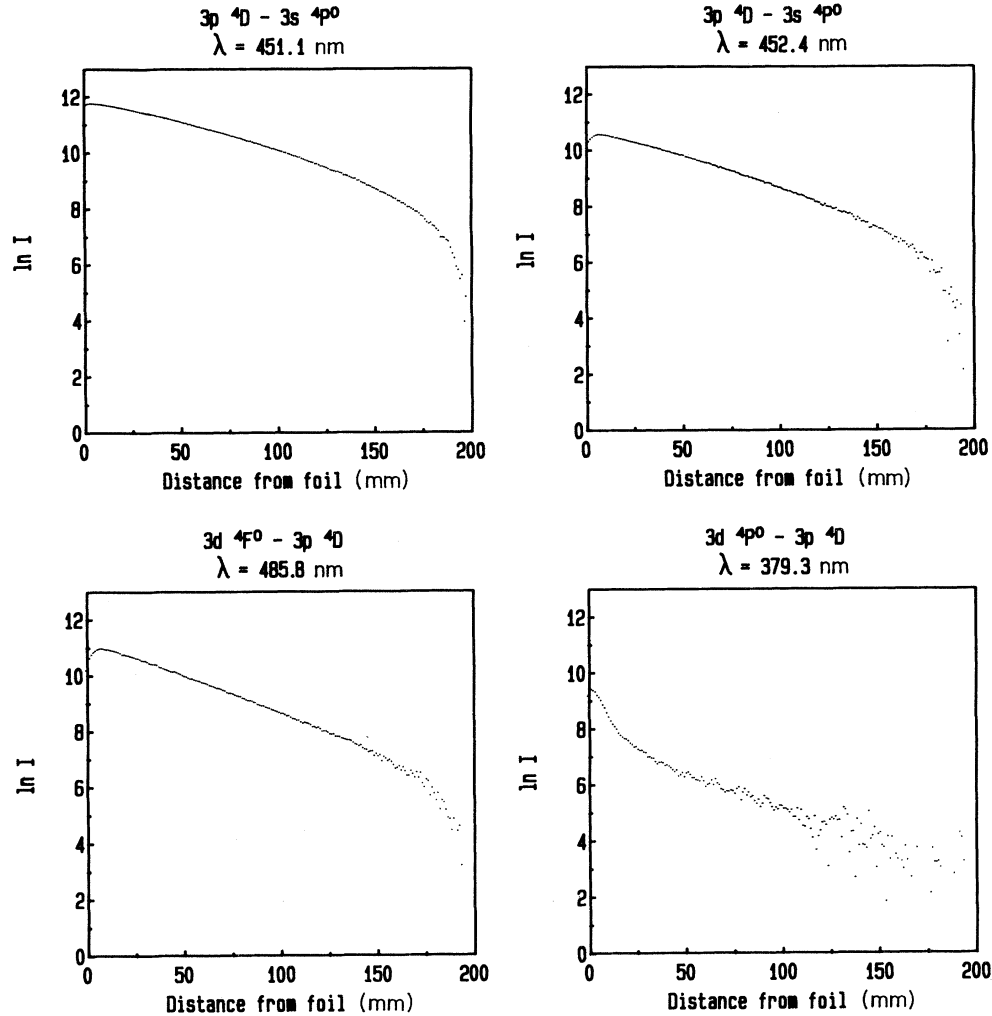 3p ⁴D - 3s ⁴Pᴼ
λ = 451.1 nm
12
10
8
6
4
2
0
ln I
0 50 100 150 200
Distance from foil (mm)
3p ⁴D - 3s ⁴Pᴼ
λ = 452.4 nm
12
10
8
6
4
2
0
ln I
0 50 100 150 200
Distance from foil (mm)
3d ⁴Fᴼ - 3p ⁴D
λ = 485.8 nm
12
10
8
6
4
2
0
ln I
0 50 100 150 200
Distance from foil (mm)
3d ⁴Pᴼ - 3p ⁴D
λ = 379.3 nm
12
10
8
6
4
2
0
ln I
0 50 100 150 200
Distance from foil (mm)